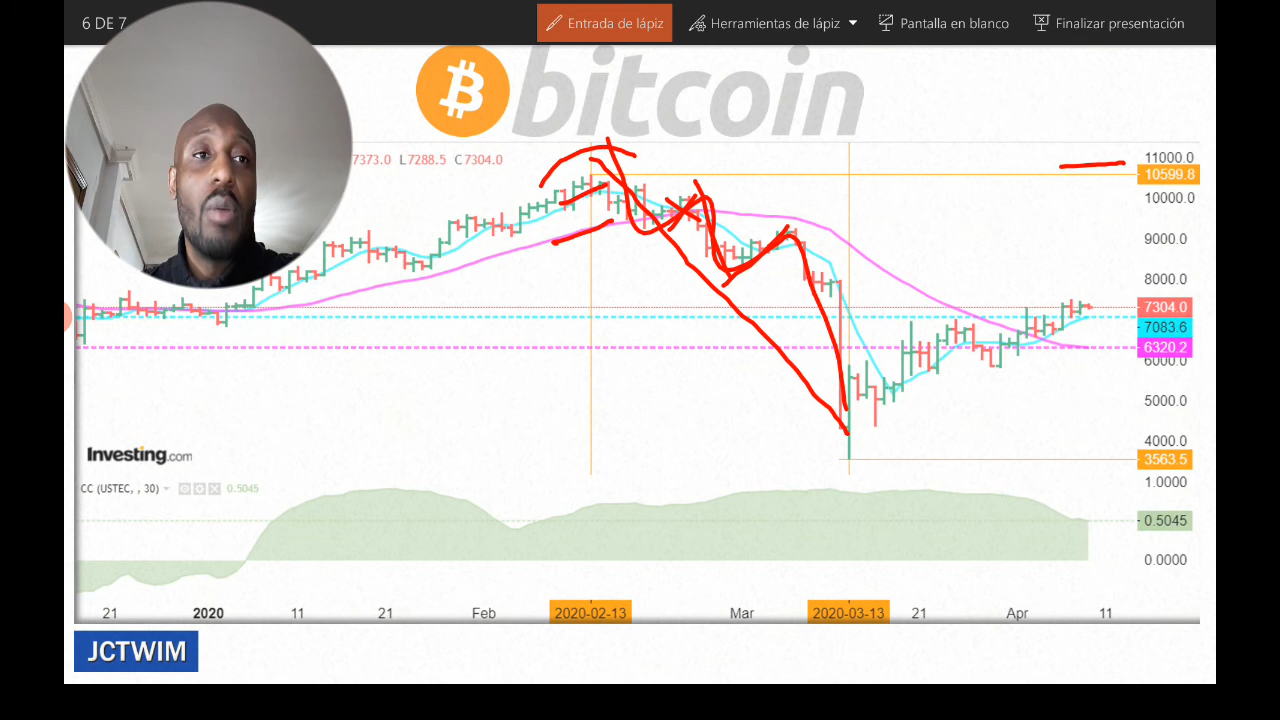 6 DE 7 Entrada de lápiz Herramientas de lápiz Pantalla en blanco Finalizar presentación
bitcoin
7373.0 L7288.5 C7304.0
11000.0
10599.8
10000.0
9000.0
8000.0
7304.0
7083.6
6320.2
6000.0
5000.0
4000.0
3563.5
Investing.com
CC (USTEC, , 30) 0.5045
1.0000
0.5045
0.0000
21 2020 11 21 Feb 2020-02-13 Mar 2020-03-13 21 Apr 11
JCTWIM